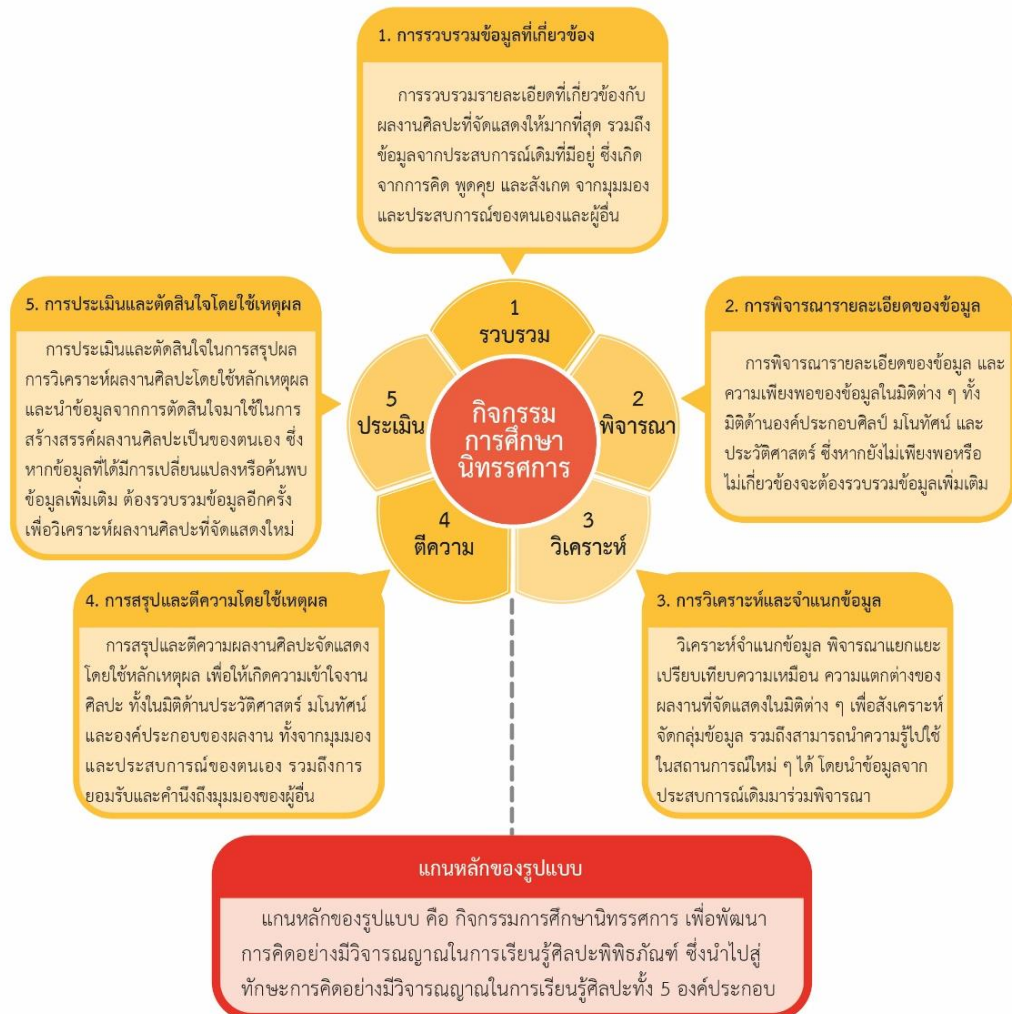 1. การรวบรวมข้อมูลที่เกี่ยวข้อง
การรวบรวมรายละเอียดที่เกี่ยวข้องกับ
ผลงานศิลปะที่จัดแสดงให้มากที่สุด รวมถึง
ข้อมูลจากประสบการณ์เดิมที่มีอยู่ ซึ่งเกิด
จากการคิด พูดคุย และสังเกต จากมุมมอง
และประสบการณ์ของตนเองและผู้อื่น
5. การประเมินและตัดสินใจโดยใช้เหตุผล
การประเมินและตัดสินใจในการสรุปผล
การวิเคราะห์ผลงานศิลปะโดยใช้หลักเหตุผล
และนำข้อมูลจากการตัดสินใจมาใช้ในการ
สร้างสรรค์ผลงานศิลปะเป็นของตนเอง ซึ่ง
หากข้อมูลที่ได้มีการเปลี่ยนแปลงหรือค้นพบ
ข้อมูลเพิ่มเติม ต้องรวบรวมข้อมูลอีกครั้ง
เพื่อวิเคราะห์ผลงานศิลปะที่จัดแสดงใหม่
1
รวบรวม
2
พิจารณา
3
วิเคราะห์
4
ตีความ
5
ประเมิน
กิจกรรม
การศึกษา
นิทรรศการ
2. การพิจารณารายละเอียดของข้อมูล
การพิจารณารายละเอียดของข้อมูล และ
ความเพียงพอของข้อมูลในมิติต่าง ๆ ทั้ง
มิติด้านองค์ประกอบศิลป์ มโนทัศน์ และ
ประวัติศาสตร์ ซึ่งหากยังไม่เพียงพอหรือ
ไม่เกี่ยวข้องจะต้องรวบรวมข้อมูลเพิ่มเติม
4. การสรุปและตีความโดยใช้เหตุผล
การสรุปและตีความผลงานศิลปะจัดแสดง
โดยใช้หลักเหตุผล เพื่อให้เกิดความเข้าใจงาน
ศิลปะ ทั้งในมิติด้านประวัติศาสตร์ มโนทัศน์
และองค์ประกอบของผลงาน ทั้งจากมุมมอง
และประสบการณ์ของตนเอง รวมถึงการ
ยอมรับและคำนึงถึงมุมมองของผู้อื่น
3. การวิเคราะห์และจำแนกข้อมูล
วิเคราะห์จำแนกข้อมูล พิจารณาแยกแยะ
เปรียบเทียบความเหมือน ความแตกต่างของ
ผลงานที่จัดแสดงในมิติต่าง ๆ เพื่อสังเคราะห์
จัดกลุ่มข้อมูล รวมถึงสามารถนำความรู้ไปใช้
ในสถานการณ์ใหม่ ๆ ได้ โดยนำข้อมูลจาก
ประสบการณ์เดิมมาร่วมพิจารณา
แกนหลักของรูปแบบ
แกนหลักของรูปแบบ คือ กิจกรรมการศึกษานิทรรศการ เพื่อพัฒนา
การคิดอย่างมีวิจารณญาณในการเรียนรู้ศิลปะพิพิธภัณฑ์ ซึ่งนำไปสู่
ทักษะการคิดอย่างมีวิจารณญาณในการเรียนรู้ศิลปะทั้ง 5 องค์ประกอบ